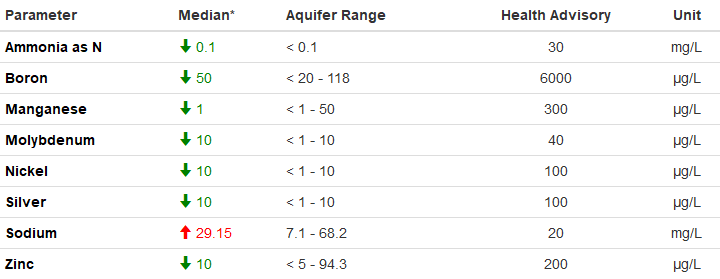 Parameter Median* Aquifer Range Health Advisory Unit
Ammonia as N 0.1 < 0.1 30 mg/L
Boron 50 < 20 - 118 6000 µg/L
Manganese 1 < 1 - 50 300 µg/L
Molybdenum 10 < 1 - 10 40 µg/L
Nickel 10 < 1 - 10 100 µg/L
Silver 10 < 1 - 10 100 µg/L
Sodium 29.15 7.1 - 68.2 20 mg/L
Zinc 10 < 5 - 94.3 200 µg/L